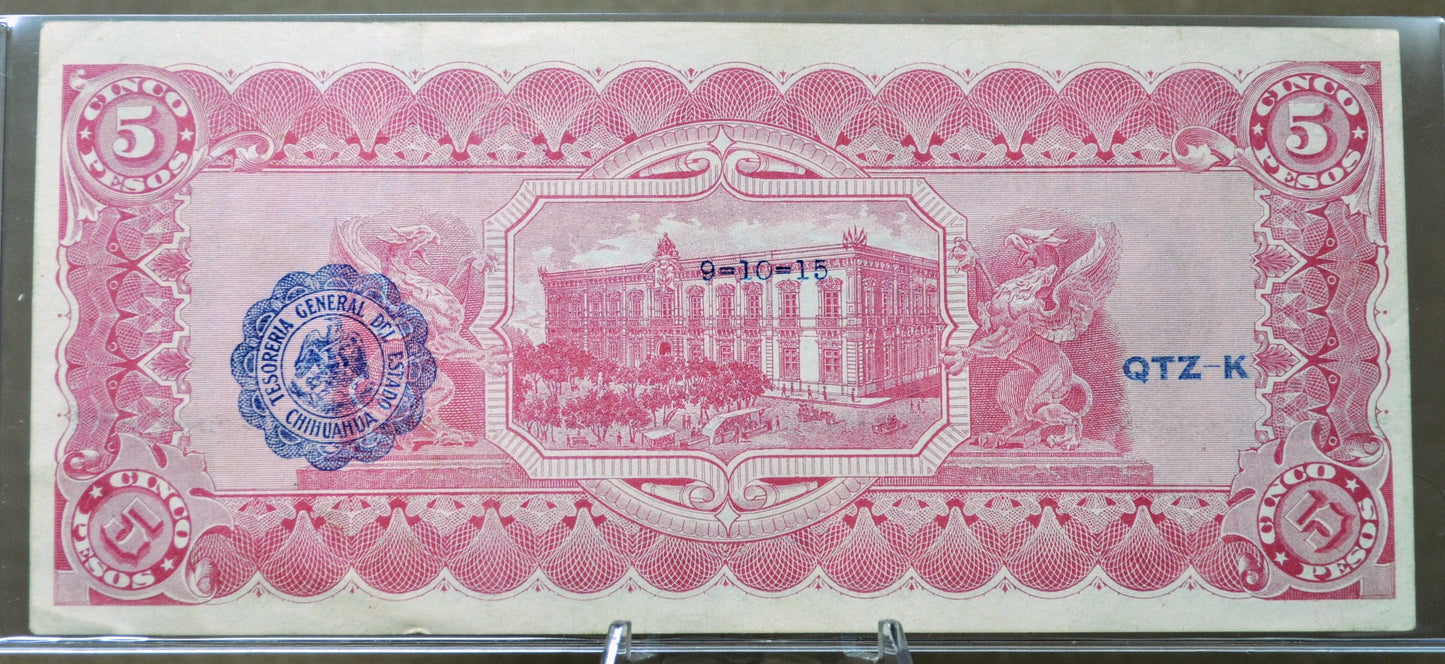 CINCO
5
PESOS
CINCO
5
PESOS
9-10-15
TESORERIA GENERAL DEL ESTADO
CHIHUAHUA
QTZ-K
CINCO
5
PESOS
CINCO
5
PESOS